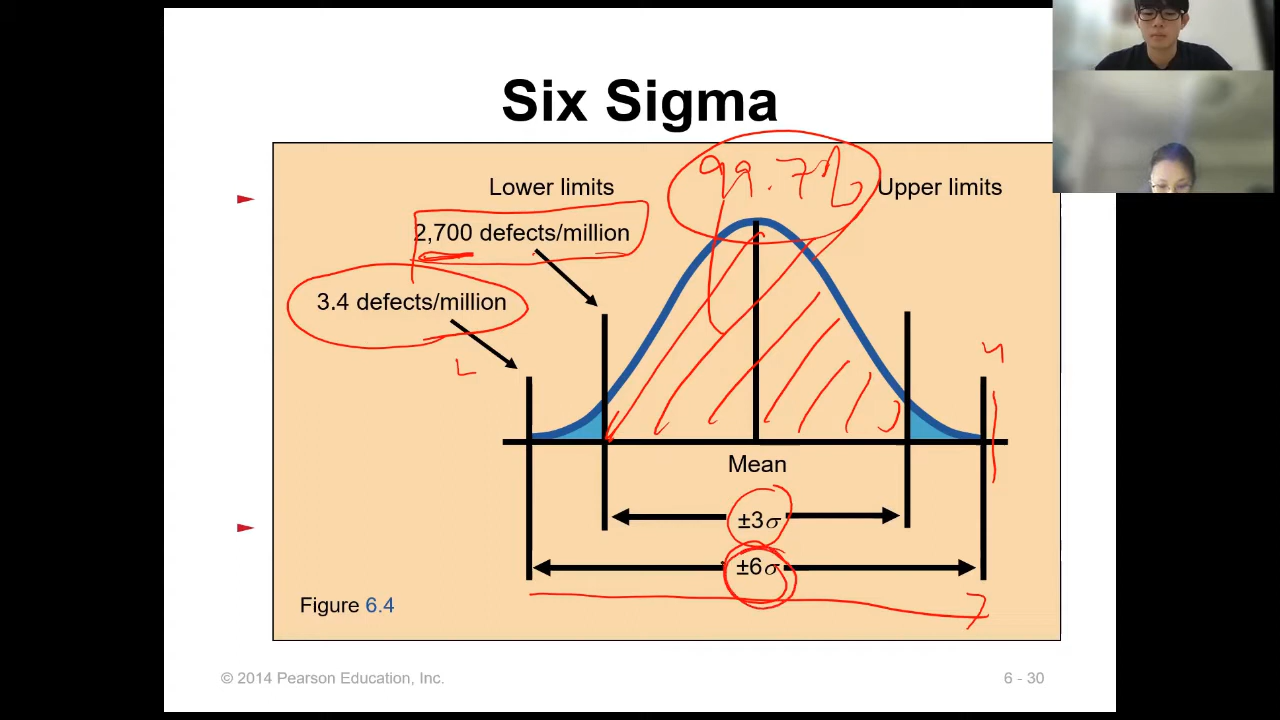 Six Sigma
99.7%
Lower limits
Upper limits
2,700 defects/million
3.4 defects/million
Mean
±3σ
±6σ
Figure 6.4
© 2014 Pearson Education, Inc.
6 - 30